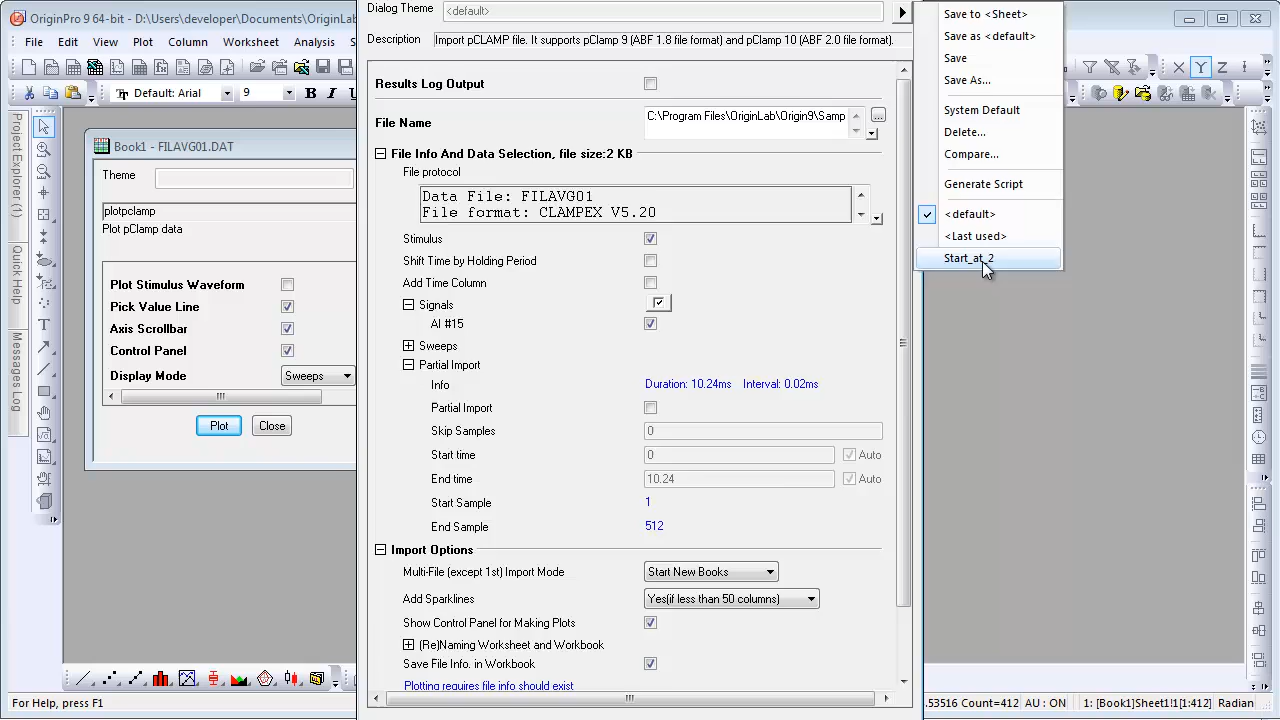 OriginPro 9 64-bit - D:\Users\developer\Documents\OriginLab
File Edit View Plot Column Worksheet Analysis S
Default: Arial 9 B I U
Project Explorer (1)
Quick Help
Messages Log
Book1 - FILAVG01.DAT
Theme
plotpclamp
Plot pClamp data
Plot Stimulus Waveform
Pick Value Line
Axis Scrollbar
Control Panel
Display Mode Sweeps
Plot Close
Dialog Theme <default>
Description Import pCLAMP file. It supports pClamp 9 (ABF 1.8 file format) and pClamp 10 (ABF 2.0 file format).
Results Log Output
File Name C:\Program Files\OriginLab\Origin9\Samp
File Info And Data Selection, file size:2 KB
File protocol
Data File: FILAVG01
File format: CLAMPEX V5.20
Stimulus
Shift Time by Holding Period
Add Time Column
Signals
AI #15
Sweeps
Partial Import
Info Duration: 10.24ms Interval: 0.02ms
Partial Import
Skip Samples 0
Start time 0 Auto
End time 10.24 Auto
Start Sample 1
End Sample 512
Import Options
Multi-File (except 1st) Import Mode Start New Books
Add Sparklines Yes(if less than 50 columns)
Show Control Panel for Making Plots
(Re)Naming Worksheet and Workbook
Save File Info. in Workbook
Plotting requires file info should exist
Save to <Sheet>
Save as <default>
Save
Save As...
System Default
Delete...
Compare...
Generate Script
<default>
<Last used>
Start_at_2
X Y Z
For Help, press F1
.53516 Count=412 AU : ON 1: [Book1]Sheet1!1[1:412] Radian